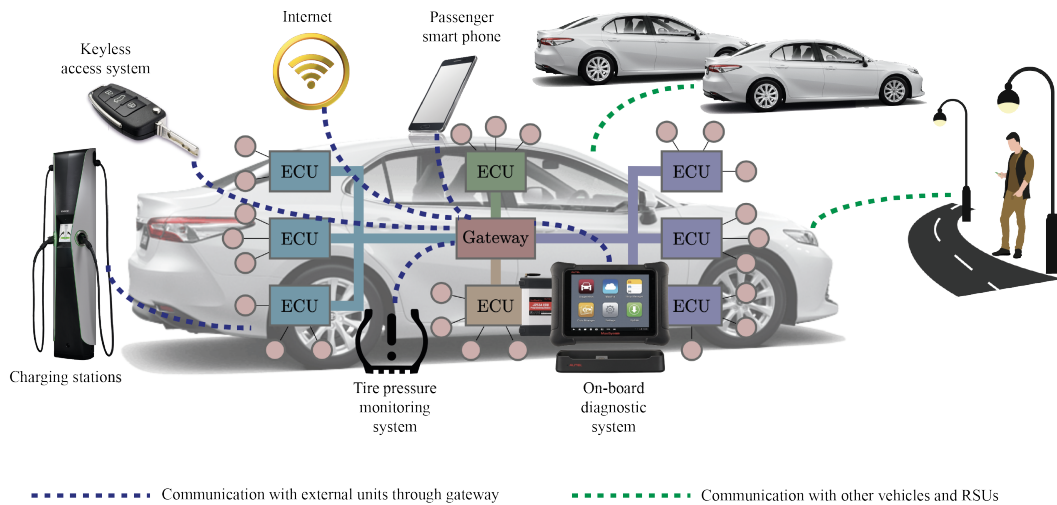 Internet
Passenger
smart phone
Keyless
access system
ECU
ECU
ECU
ECU
Gateway
ECU
ECU
ECU
ECU
Charging stations
Tire pressure
monitoring
system
On-board
diagnostic
system
Communication with external units through gateway
Communication with other vehicles and RSUs